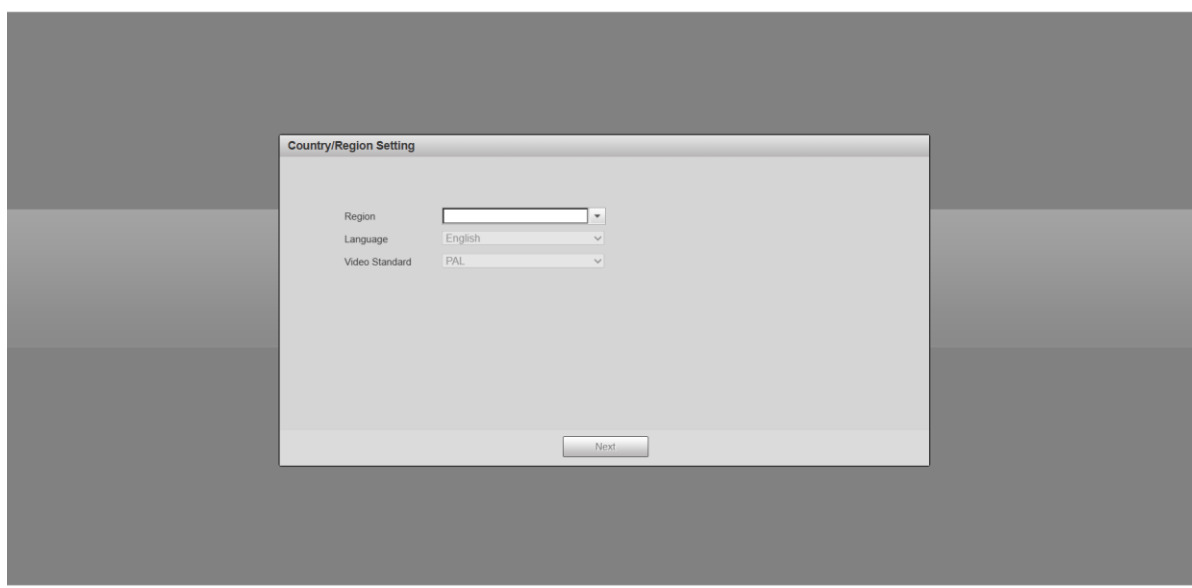 Country/Region Setting
Region
Language English
Video Standard PAL
Next